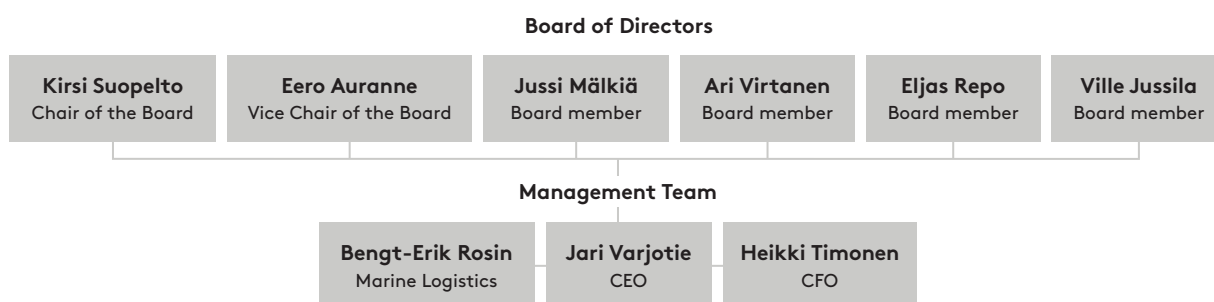 Board of Directors
Kirsi Suopelto
Chair of the Board
Eero Auranne
Vice Chair of the Board
Jussi Mälkiä
Board member
Ari Virtanen
Board member
Eljas Repo
Board member
Ville Jussila
Board member
Management Team
Bengt-Erik Rosin
Marine Logistics
Jari Varjotie
CEO
Heikki Timonen
CFO